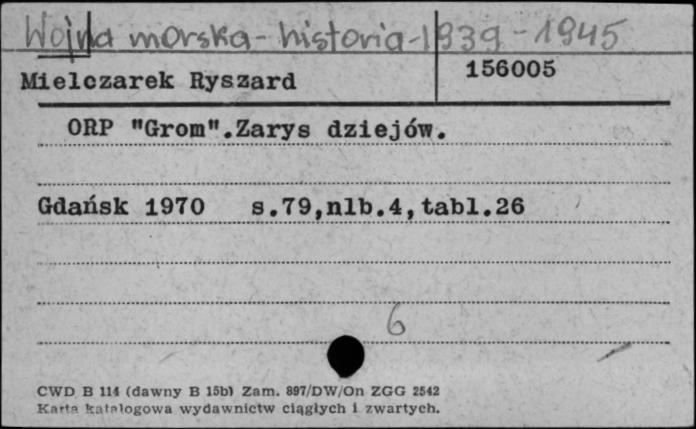 Wojna morska - historia - 1939 - 1945
Mielczarek Ryszard 156005
ORP "Grom".Zarys dziejów.
Gdańsk 1970 s.79,nlb.4,tabl.26
6
CWD B 114 (dawny B 15b) Zam. 897/DW/On ZGG 2542
Karta katalogowa wydawnictw ciągłych i zwartych.